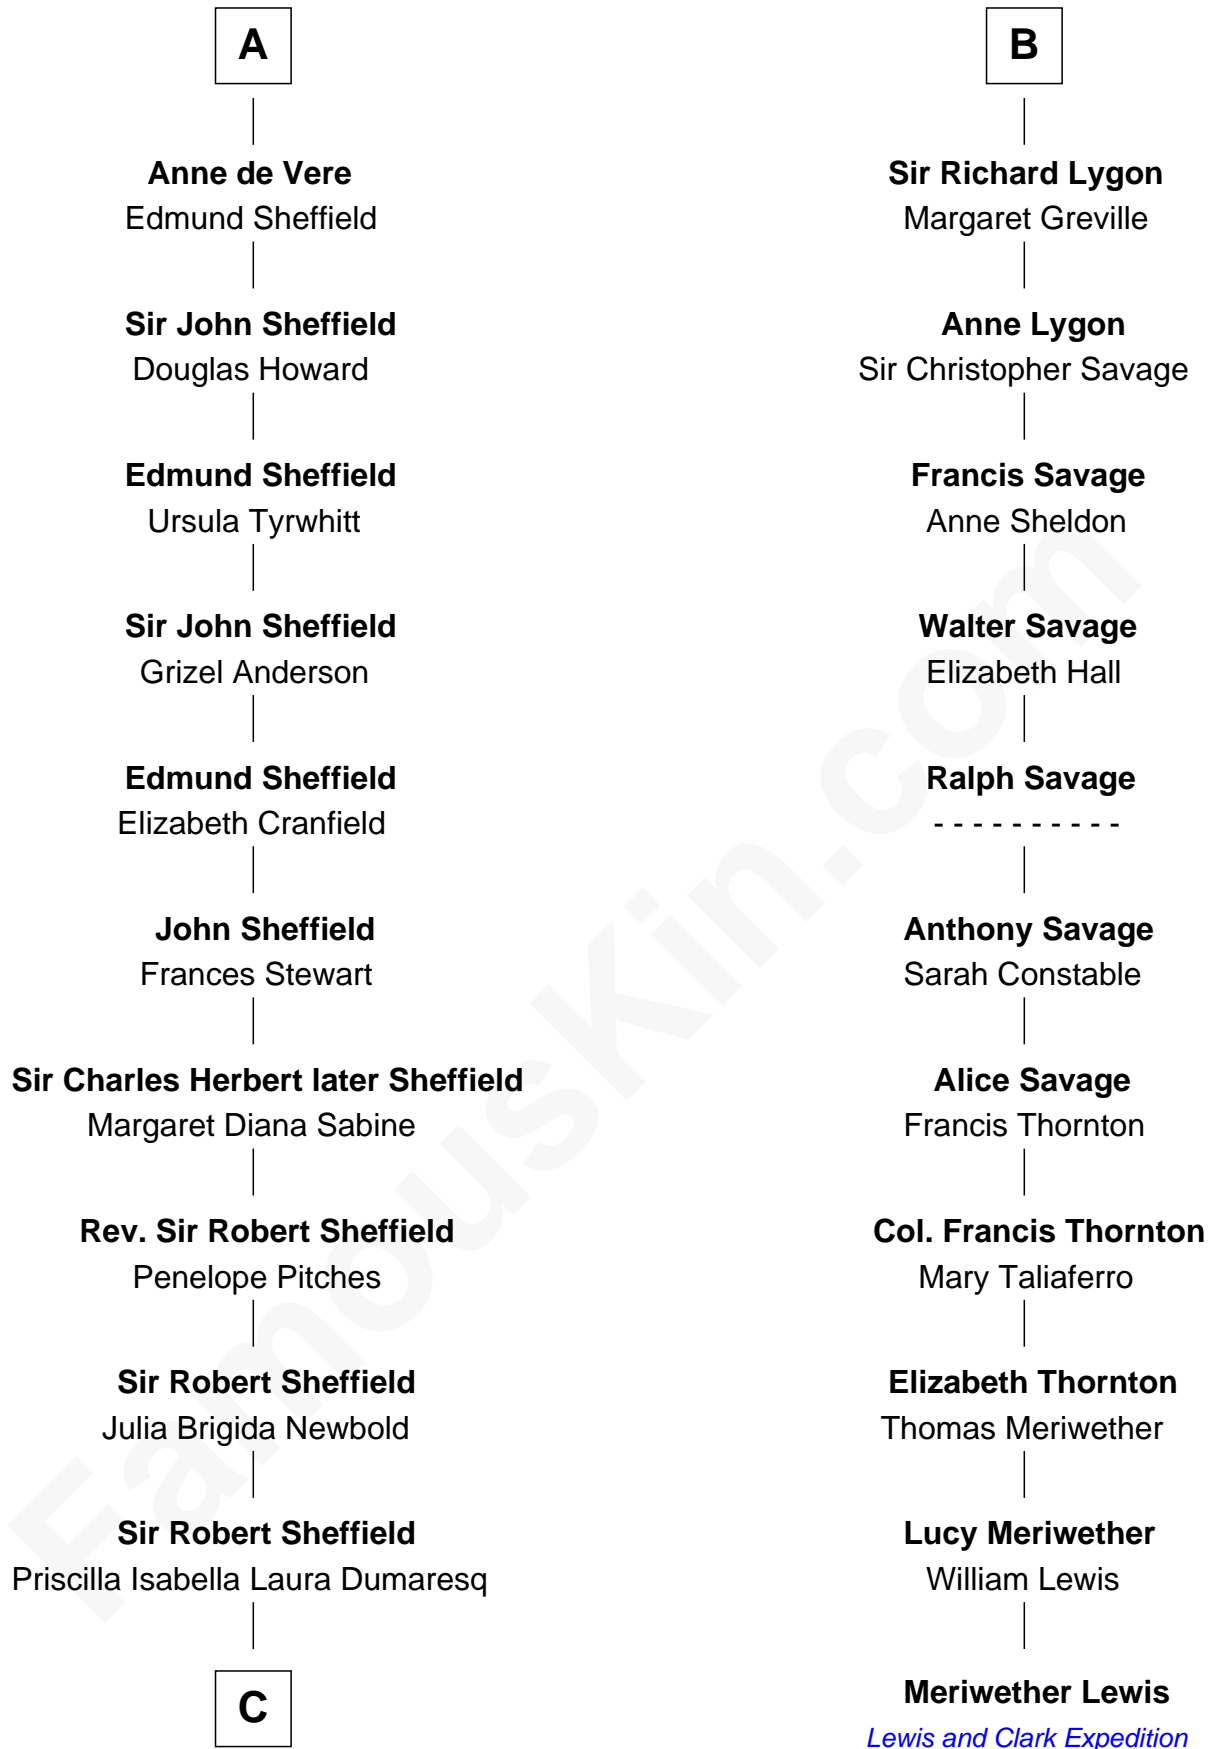 A
Anne de Vere
Edmund Sheffield
Sir John Sheffield
Douglas Howard
Edmund Sheffield
Ursula Tyrwhitt
Sir John Sheffield
Grizel Anderson
Edmund Sheffield
Elizabeth Cranfield
John Sheffield
Frances Stewart
Sir Charles Herbert later Sheffield
Margaret Diana Sabine
Rev. Sir Robert Sheffield
Penelope Pitches
Sir Robert Sheffield
Julia Brigida Newbold
Sir Robert Sheffield
Priscilla Isabella Laura Dumaresq
C
B
Sir Richard Lygon
Margaret Greville
Anne Lygon
Sir Christopher Savage
Francis Savage
Anne Sheldon
Walter Savage
Elizabeth Hall
Ralph Savage
- - - - - - - - - -
Anthony Savage
Sarah Constable
Alice Savage
Francis Thornton
Col. Francis Thornton
Mary Taliaferro
Elizabeth Thornton
Thomas Meriwether
Lucy Meriwether
William Lewis
Meriwether Lewis
Lewis and Clark Expedition
FamousKin.com